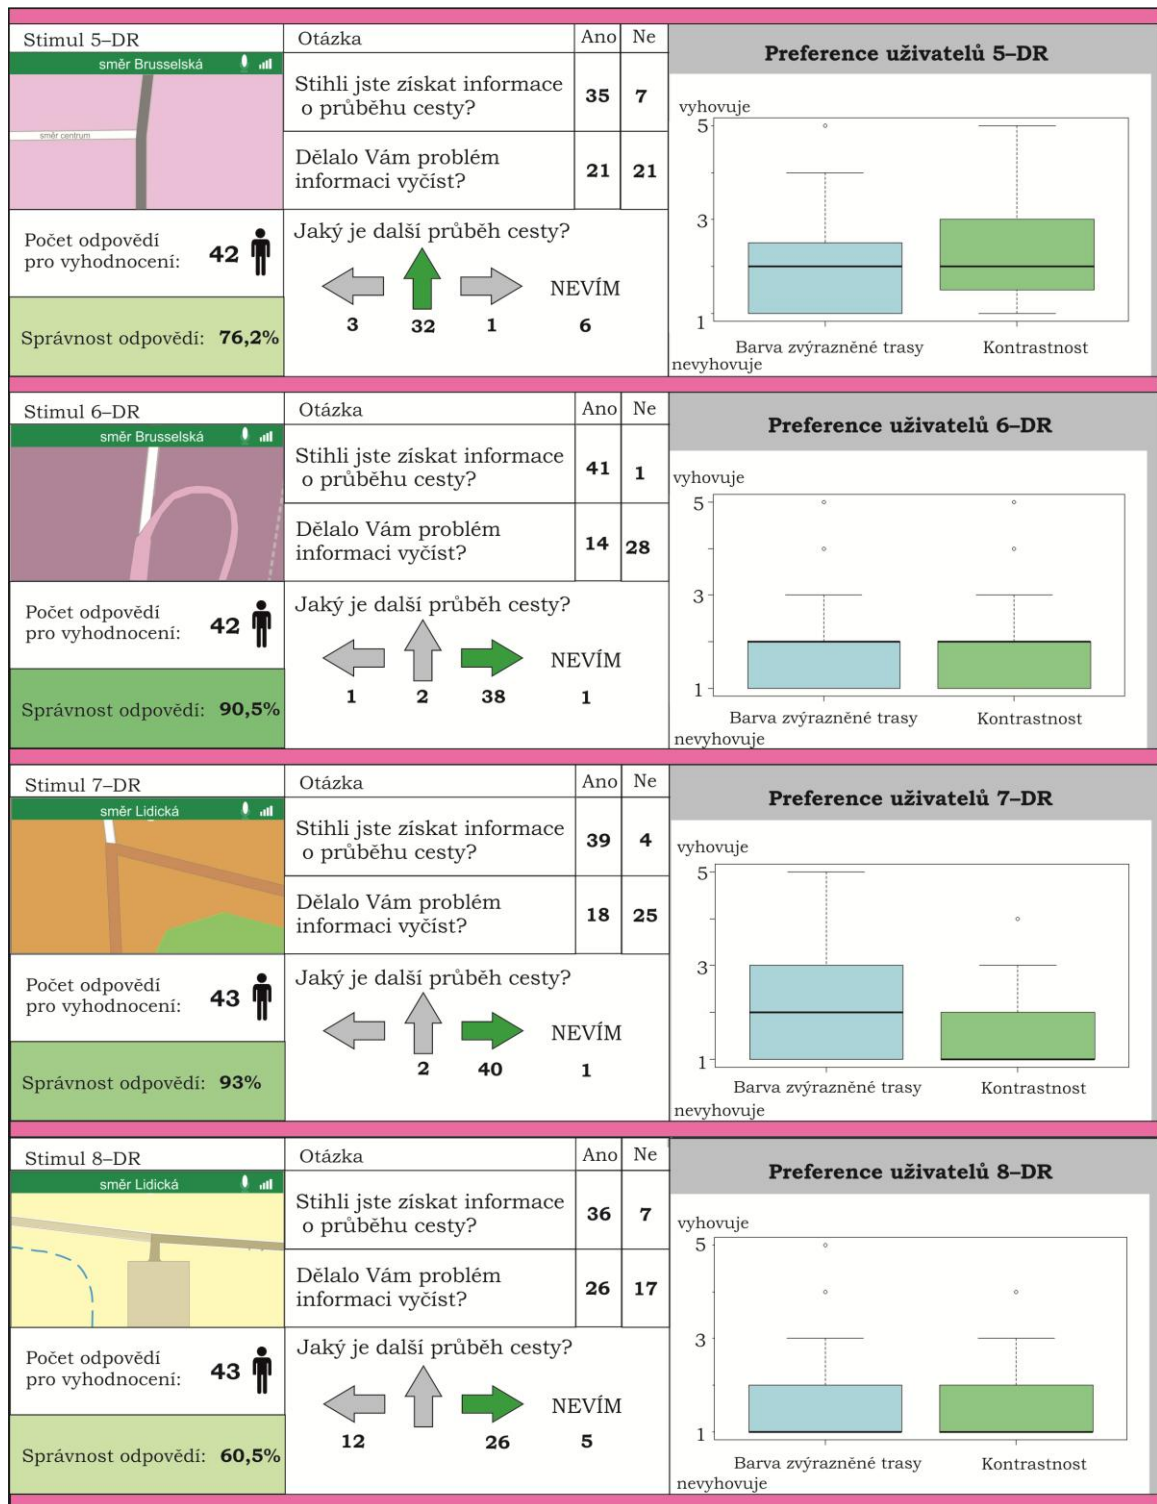 Stimul 5–DR
směr Brusselská
směr centrum
Otázka
Ano
Ne
Stihli jste získat informace
o průběhu cesty?
35
7
Dělalo Vám problém
informaci vyčíst?
21
21
Počet odpovědí
pro vyhodnocení:
42
Správnost odpovědí: 76,2%
Jaký je další průběh cesty?
NEVÍM
3
32
1
6
Preference uživatelů 5–DR
vyhovuje
5
3
1
Barva zvýrazněné trasy
Kontrastnost
nevyhovuje
Stimul 6–DR
směr Brusselská
Otázka
Ano
Ne
Stihli jste získat informace
o průběhu cesty?
41
1
Dělalo Vám problém
informaci vyčíst?
14
28
Počet odpovědí
pro vyhodnocení:
42
Správnost odpovědí: 90,5%
Jaký je další průběh cesty?
NEVÍM
1
2
38
1
Preference uživatelů 6–DR
vyhovuje
5
3
1
Barva zvýrazněné trasy
Kontrastnost
nevyhovuje
Stimul 7–DR
směr Lidická
Otázka
Ano
Ne
Stihli jste získat informace
o průběhu cesty?
39
4
Dělalo Vám problém
informaci vyčíst?
18
25
Počet odpovědí
pro vyhodnocení:
43
Správnost odpovědí: 93%
Jaký je další průběh cesty?
NEVÍM
2
40
1
Preference uživatelů 7–DR
vyhovuje
5
3
1
Barva zvýrazněné trasy
Kontrastnost
nevyhovuje
Stimul 8–DR
směr Lidická
Otázka
Ano
Ne
Stihli jste získat informace
o průběhu cesty?
36
7
Dělalo Vám problém
informaci vyčíst?
26
17
Počet odpovědí
pro vyhodnocení:
43
Správnost odpovědí: 60,5%
Jaký je další průběh cesty?
NEVÍM
12
26
5
Preference uživatelů 8–DR
vyhovuje
5
3
1
Barva zvýrazněné trasy
Kontrastnost
nevyhovuje